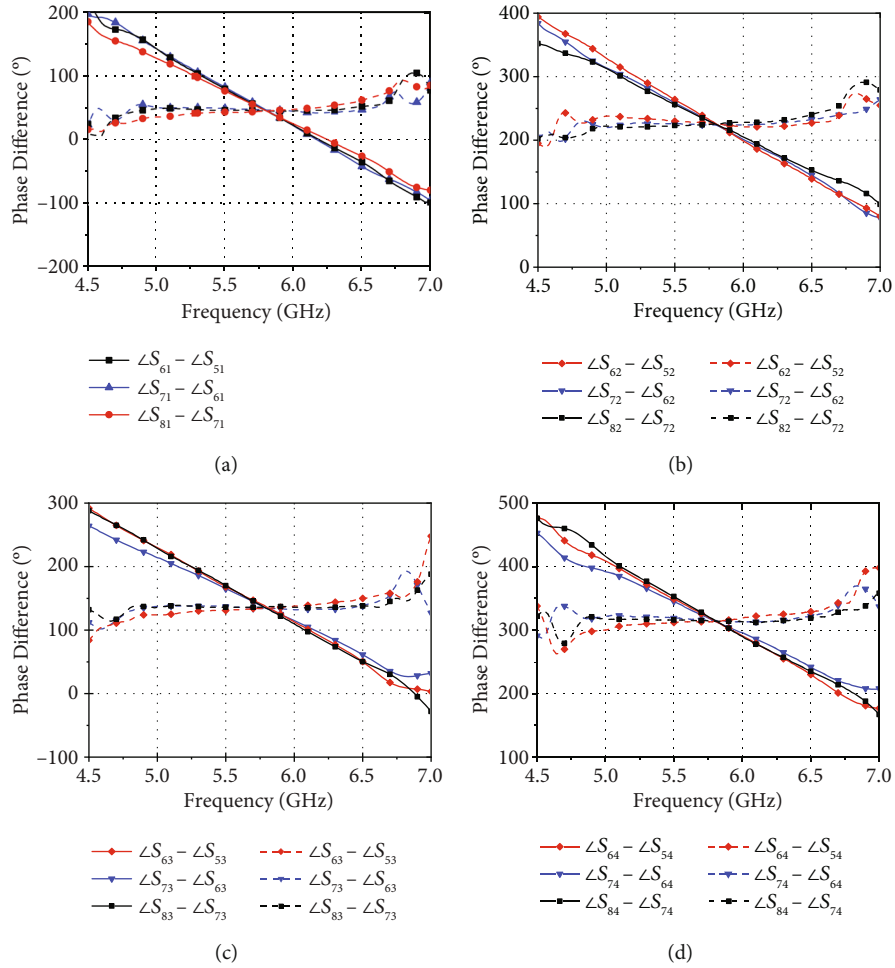 200
100
0
−100
−200
Phase Difference (°)
4.5 5.0 5.5 6.0 6.5 7.0
Frequency (GHz)
∠S61 – ∠S51
∠S71 – ∠S61
∠S81 – ∠S71
(a)
400
300
200
100
0
Phase Difference (°)
4.5 5.0 5.5 6.0 6.5 7.0
Frequency (GHz)
∠S62 – ∠S52 ∠S62 – ∠S52
∠S72 – ∠S62 ∠S72 – ∠S62
∠S82 – ∠S72 ∠S82 – ∠S72
(b)
300
200
100
0
−100
Phase Difference (°)
4.5 5.0 5.5 6.0 6.5 7.0
Frequency (GHz)
∠S63 – ∠S53 ∠S63 – ∠S53
∠S73 – ∠S63 ∠S73 – ∠S63
∠S83 – ∠S73 ∠S83 – ∠S73
(c)
500
400
300
200
100
Phase Difference (°)
4.5 5.0 5.5 6.0 6.5 7.0
Frequency (GHz)
∠S64 – ∠S54 ∠S64 – ∠S54
∠S74 – ∠S64 ∠S74 – ∠S64
∠S84 – ∠S74 ∠S84 – ∠S74
(d)